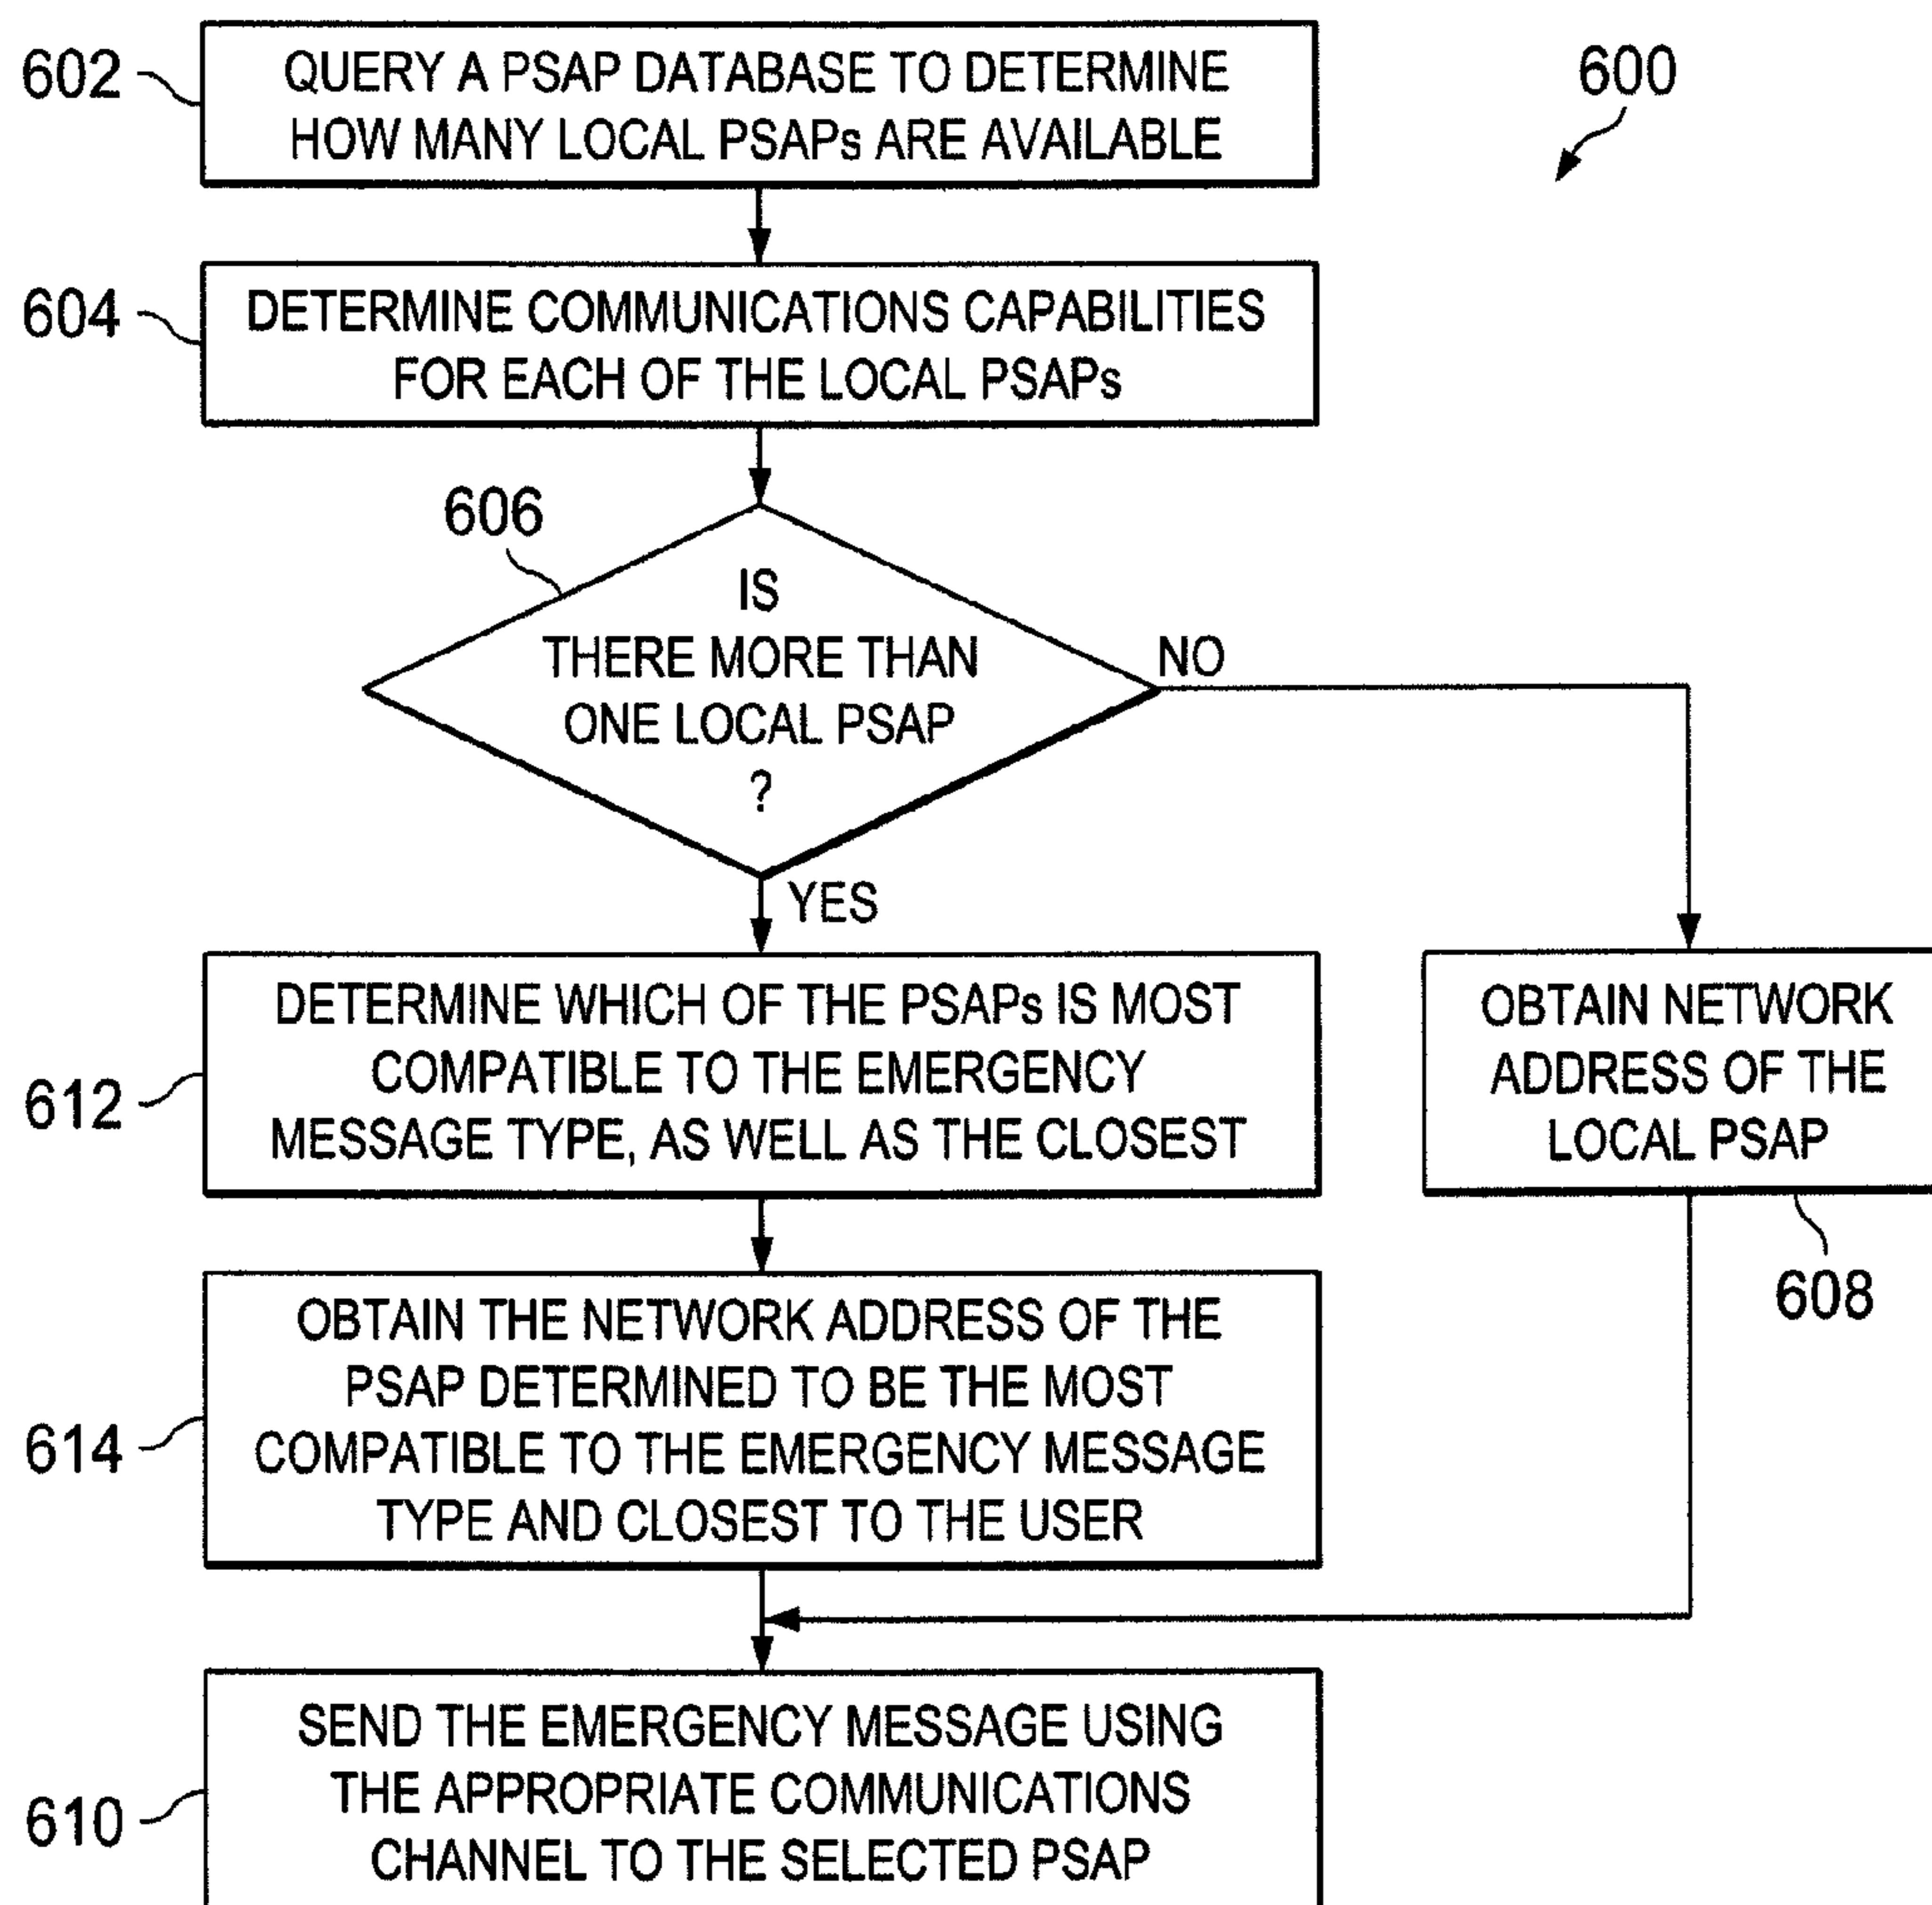 602
QUERY A PSAP DATABASE TO DETERMINE
HOW MANY LOCAL PSAPs ARE AVAILABLE
600
604
DETERMINE COMMUNICATIONS CAPABILITIES
FOR EACH OF THE LOCAL PSAPs
606
IS
THERE MORE THAN
ONE LOCAL PSAP
?
NO
YES
612
DETERMINE WHICH OF THE PSAPs IS MOST
COMPATIBLE TO THE EMERGENCY
MESSAGE TYPE, AS WELL AS THE CLOSEST
OBTAIN NETWORK
ADDRESS OF THE
LOCAL PSAP
608
614
OBTAIN THE NETWORK ADDRESS OF THE
PSAP DETERMINED TO BE THE MOST
COMPATIBLE TO THE EMERGENCY MESSAGE
TYPE AND CLOSEST TO THE USER
610
SEND THE EMERGENCY MESSAGE USING
THE APPROPRIATE COMMUNICATIONS
CHANNEL TO THE SELECTED PSAP